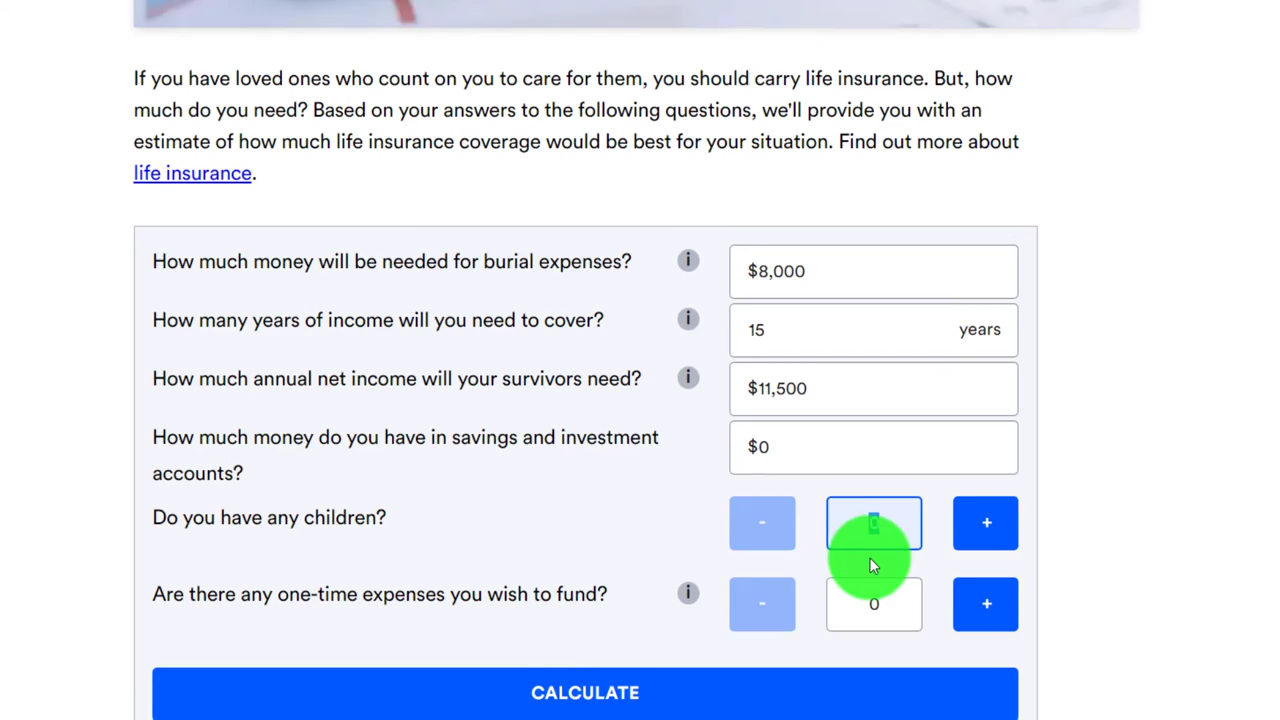 If you have loved ones who count on you to care for them, you should carry life insurance. But, how
much do you need? Based on your answers to the following questions, we'll provide you with an
estimate of how much life insurance coverage would be best for your situation. Find out more about
life insurance.
How much money will be needed for burial expenses? i $8,000
How many years of income will you need to cover? i 15 years
How much annual net income will your survivors need? i $11,500
How much money do you have in savings and investment
accounts? $0
Do you have any children? - 0 +
Are there any one-time expenses you wish to fund? i - 0 +
CALCULATE